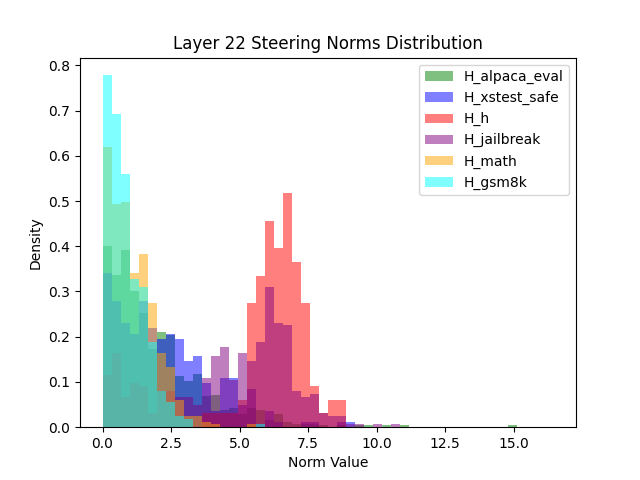 Layer 22 Steering Norms Distribution
H_alpaca_eval
H_xstest_safe
H_h
H_jailbreak
H_math
H_gsm8k
Density
0.8
0.7
0.6
0.5
0.4
0.3
0.2
0.1
0.0
0.0 2.5 5.0 7.5 10.0 12.5 15.0
Norm Value